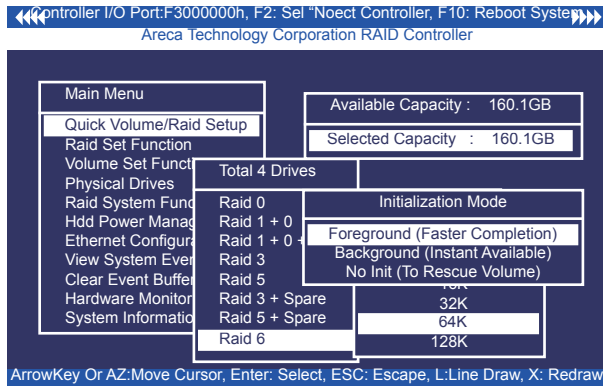 Controller I/O Port:F3000000h, F2: Sel “Noect Controller, F10: Reboot System
Areca Technology Corporation RAID Controller
Main Menu
Quick Volume/Raid Setup
Raid Set Function
Volume Set Funct
Physical Drives
Raid System Func
Hdd Power Manag
Ethernet Configura
View System Even
Clear Event Buffer
Hardware Monitor
System Informatio
Total 4 Drives
Raid 0
Raid 1 + 0
Raid 1 + 0 +
Raid 3
Raid 5
Raid 3 + Spare
Raid 5 + Spare
Raid 6
Available Capacity : 160.1GB
Selected Capacity : 160.1GB
Initialization Mode
Foreground (Faster Completion)
Background (Instant Available)
No Init (To Rescue Volume)
16K
32K
64K
128K
ArrowKey Or AZ:Move Cursor, Enter: Select, ESC: Escape, L:Line Draw, X: Redraw